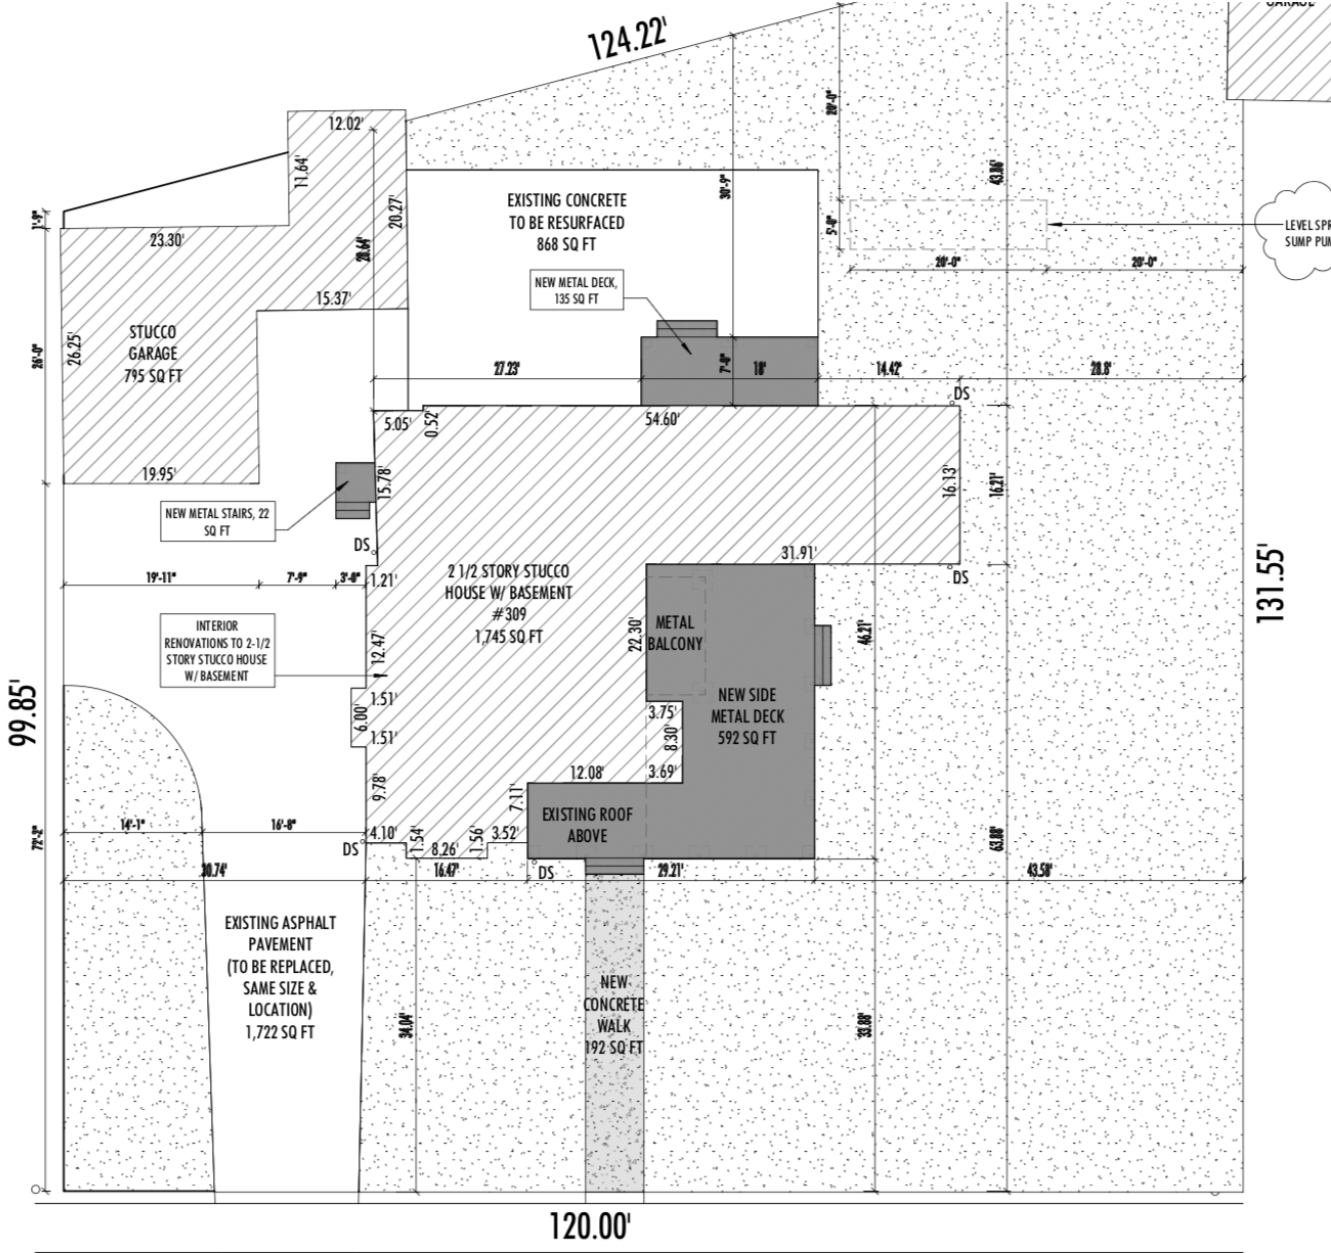 GARAGE
124.22'
12.02'
11.64'
20'-0"
43.86'
30'-9"
EXISTING CONCRETE
TO BE RESURFACED
868 SQ FT
20.27'
28.64'
1'-9"
23.30'
5'-0"
LEVEL SPR
SUMP PUM
20'-0"
20'-0"
NEW METAL DECK,
135 SQ FT
15.37'
STUCCO
GARAGE
795 SQ FT
26.25'
26'-0"
27.23'
7'-0"
18'
14.42'
28.8'
DS
5.05'
0.52'
54.60'
19.95'
15.78'
16.13'
16.21'
NEW METAL STAIRS, 22
SQ FT
DS
31.91'
DS
19'-11"
7'-9"
1.21'
2 1/2 STORY STUCCO
HOUSE W/ BASEMENT
#309
1,745 SQ FT
131.55'
INTERIOR
RENOVATIONS TO 2-1/2
STORY STUCCO HOUSE
W/ BASEMENT
12.47'
22.30'
METAL
BALCONY
46.21'
99.85'
1.51'
6.00'
1.51'
NEW SIDE
METAL DECK
592 SQ FT
3.75'
8.30'
3.69'
12.08'
9.78'
7.11'
EXISTING ROOF
ABOVE
72'-2"
14'-1"
16'-8"
4.10'
1.54'
8.26'
1.56'
3.52'
63.88'
DS
DS
30.74'
16.47'
29.21'
43.58'
EXISTING ASPHALT
PAVEMENT
(TO BE REPLACED,
SAME SIZE &
LOCATION)
1,722 SQ FT
34.04'
NEW
CONCRETE
WALK
192 SQ FT
33.88'
120.00'